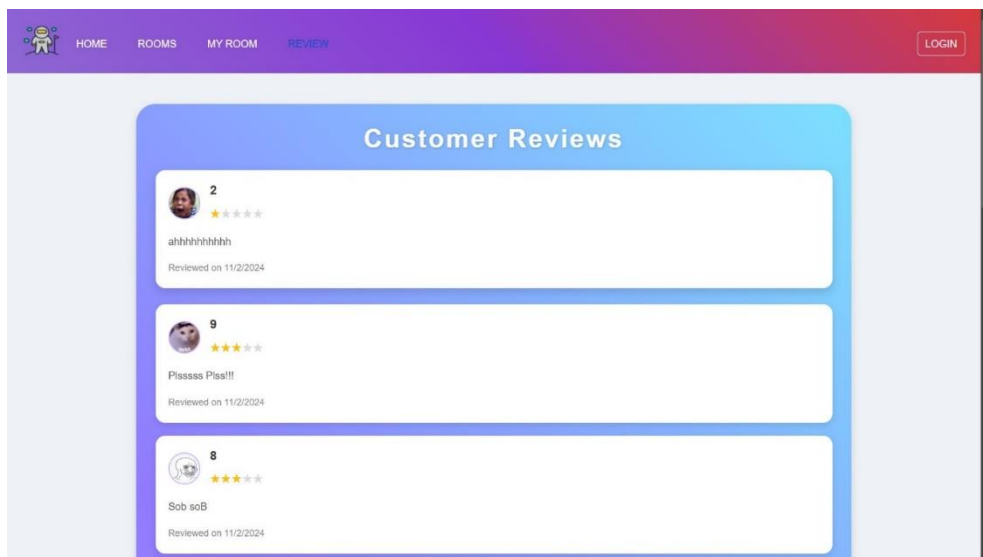 HOME ROOMS MY ROOM REVIEW LOGIN
Customer Reviews
2
ahhhhhhhhhh
Reviewed on 11/2/2024
9
Plsssss Plss!!!
Reviewed on 11/2/2024
8
Sob soB
Reviewed on 11/2/2024